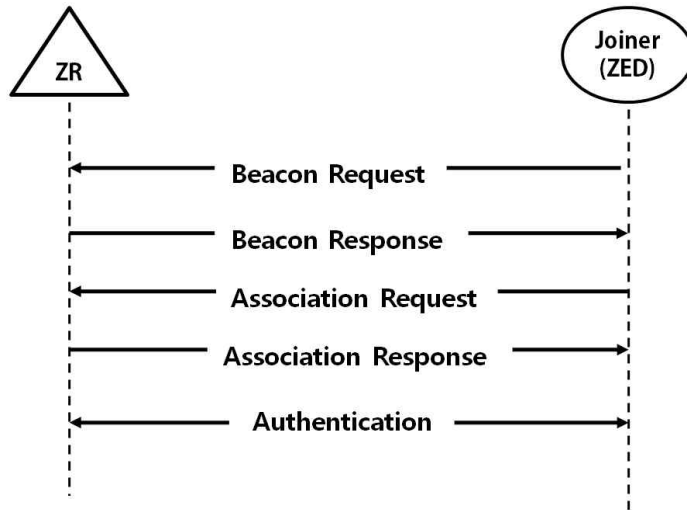 ZR
Joiner
(ZED)
Beacon Request
Beacon Response
Association Request
Association Response
Authentication